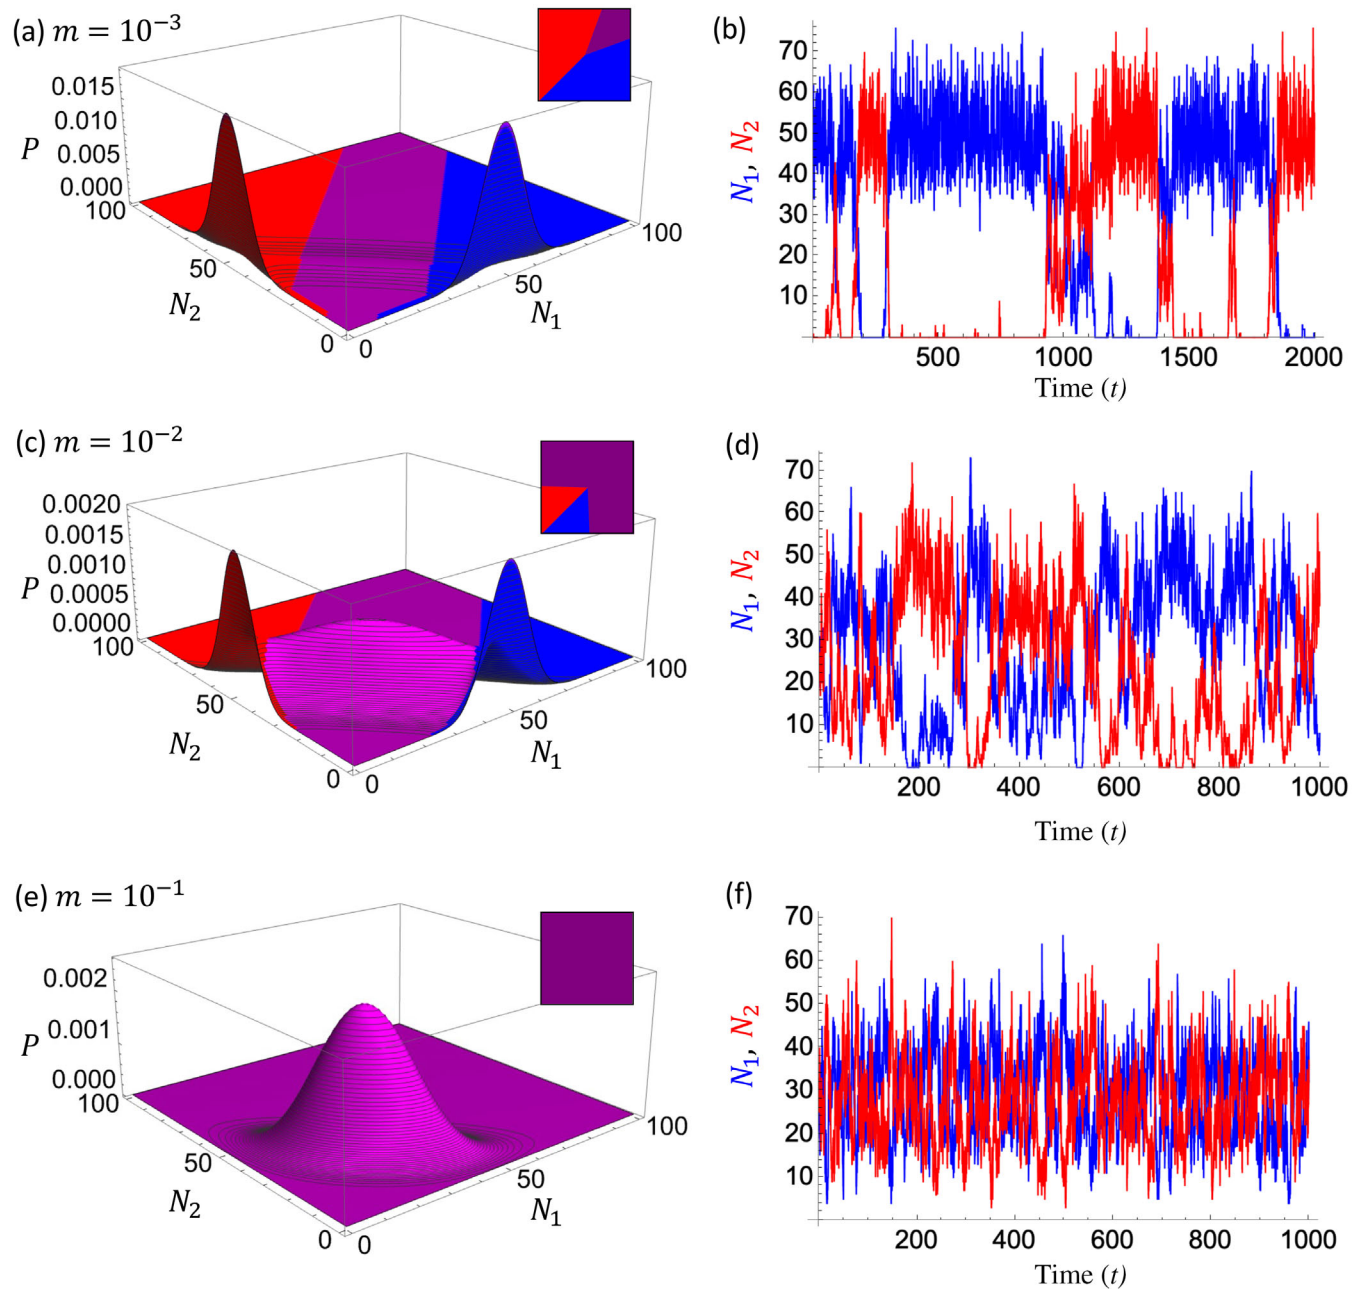 (a) m = 10⁻³
0.015
0.010
P 0.005
0.000
100
50
N₂
0
0
50
N₁
100
(b)
70
60
50
40
30
20
10
N₁, N₂
500 1000 1500 2000
Time (t)
(c) m = 10⁻²
0.0020
0.0015
0.0010
P 0.0005
0.0000
100
50
N₂
0
0
50
N₁
100
(d)
70
60
50
40
30
20
10
N₁, N₂
200 400 600 800 1000
Time (t)
(e) m = 10⁻¹
0.002
0.001
P 0.000
100
50
N₂
0
0
50
N₁
100
(f)
70
60
50
40
30
20
10
N₁, N₂
200 400 600 800 1000
Time (t)